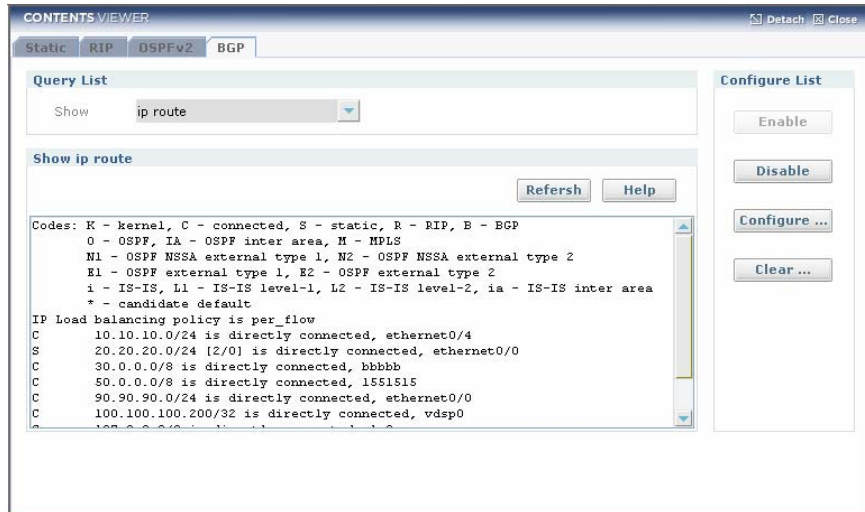 CONTENTS VIEWER
Detach Close
Static RIP OSPFv2 BGP
Query List
Show ip route
Show ip route
Refersh Help
Codes: K - kernel, C - connected, S - static, R - RIP, B - BGP
O - OSPF, IA - OSPF inter area, M - MPLS
N1 - OSPF NSSA external type 1, N2 - OSPF NSSA external type 2
E1 - OSPF external type 1, E2 - OSPF external type 2
i - IS-IS, L1 - IS-IS level-1, L2 - IS-IS level-2, ia - IS-IS inter area
* - candidate default
IP Load balancing policy is per_flow
C 10.10.10.0/24 is directly connected, ethernet0/4
S 20.20.20.0/24 [2/0] is directly connected, ethernet0/0
C 30.0.0.0/8 is directly connected, bbbbb
C 50.0.0.0/8 is directly connected, 1551515
C 90.90.90.0/24 is directly connected, ethernet0/0
C 100.100.100.200/32 is directly connected, vdsp0
Configure List
Enable
Disable
Configure ...
Clear ...